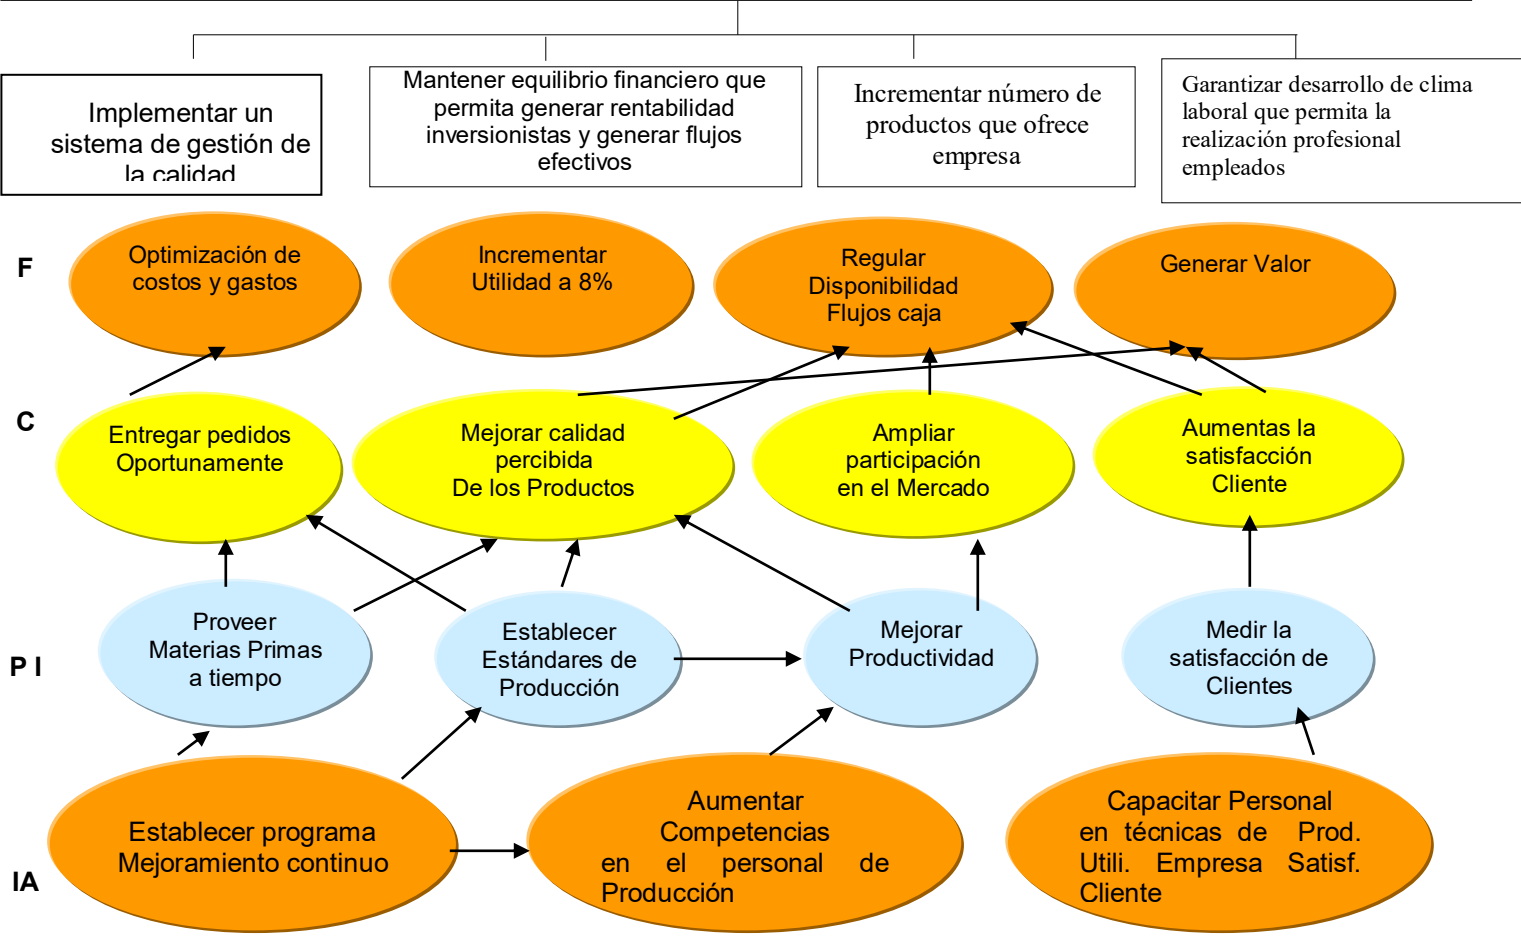 Implementar un
sistema de gestión de
la calidad
Mantener equilibrio financiero que
permita generar rentabilidad
inversionistas y generar flujos
efectivos
Incrementar número de
productos que ofrece
empresa
Garantizar desarrollo de clima
laboral que permita la
realización profesional
empleados
F
Optimización de
costos y gastos
Incrementar
Utilidad a 8%
Regular
Disponibilidad
Flujos caja
Generar Valor
C
Entregar pedidos
Oportunamente
Mejorar calidad
percibida
De los Productos
Ampliar
participación
en el Mercado
Aumentas la
satisfacción
Cliente
P I
Proveer
Materias Primas
a tiempo
Establecer
Estándares de
Producción
Mejorar
Productividad
Medir la
satisfacción de
Clientes
IA
Establecer programa
Mejoramiento continuo
Aumentar
Competencias
en el personal de
Producción
Capacitar Personal
en técnicas de Prod.
Utili. Empresa Satisf.
Cliente